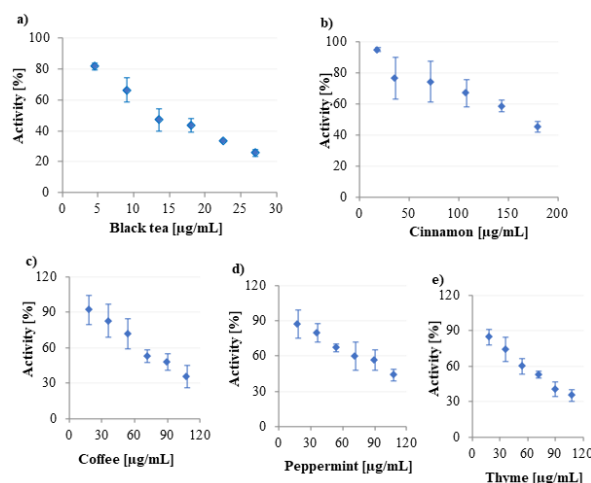 a)
100
80
60
40
20
0
Activity [%]
0 5 10 15 20 25 30
Black tea [µg/mL]
b)
100
80
60
40
20
0
Activity [%]
0 50 100 150 200
Cinnamon [µg/mL]
c)
120
90
60
30
0
Activity [%]
0 30 60 90 120
Coffee [µg/mL]
d)
120
90
60
30
0
Activity [%]
0 30 60 90 120
Peppermint [µg/mL]
e)
120
90
60
30
0
Activity [%]
0 30 60 90 120
Thyme [µg/mL]